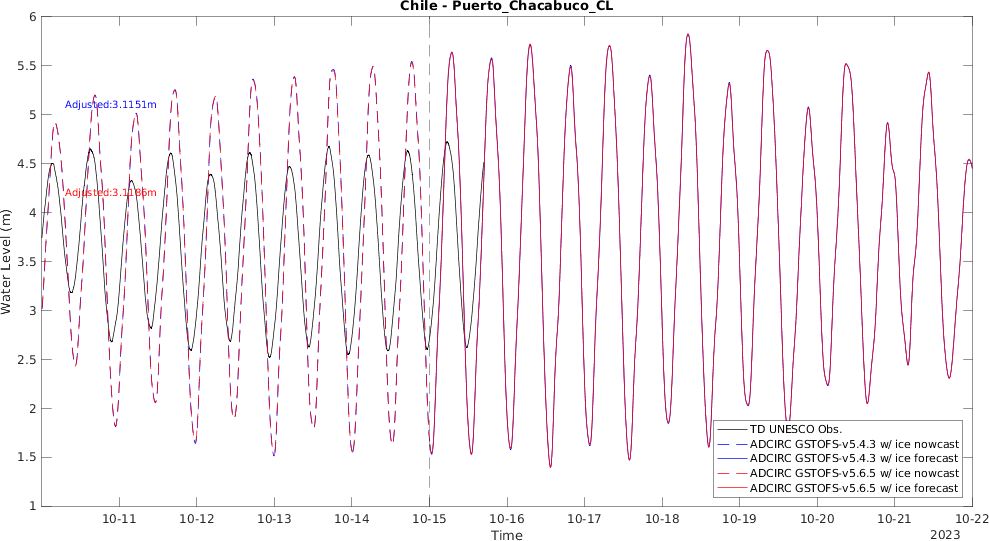 Chile - Puerto_Chacabuco_CL
6
5.5
5
4.5
4
3.5
3
2.5
2
1.5
1
Water Level (m)
Adjusted:3.1151m
Adjusted:3.1186m
TD UNESCO Obs.
ADCIRC GSTOFS-v5.4.3 w/ ice nowcast
ADCIRC GSTOFS-v5.4.3 w/ ice forecast
ADCIRC GSTOFS-v5.6.5 w/ ice nowcast
ADCIRC GSTOFS-v5.6.5 w/ ice forecast
10-11 10-12 10-13 10-14 10-15 10-16 10-17 10-18 10-19 10-20 10-21 10-22
Time
2023